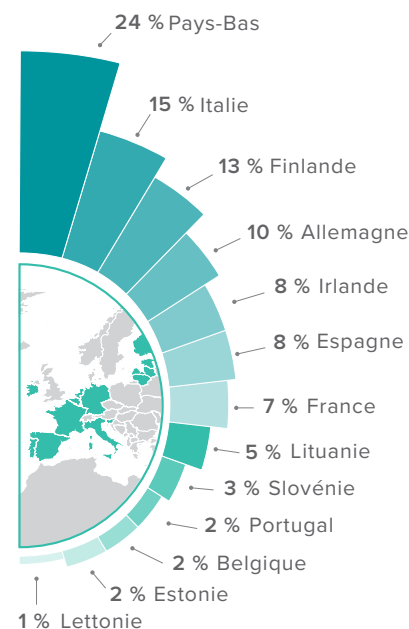 24 % Pays-Bas
15 % Italie
13 % Finlande
10 % Allemagne
8 % Irlande
8 % Espagne
7 % France
5 % Lituanie
3 % Slovénie
2 % Portugal
2 % Belgique
2 % Estonie
1 % Lettonie